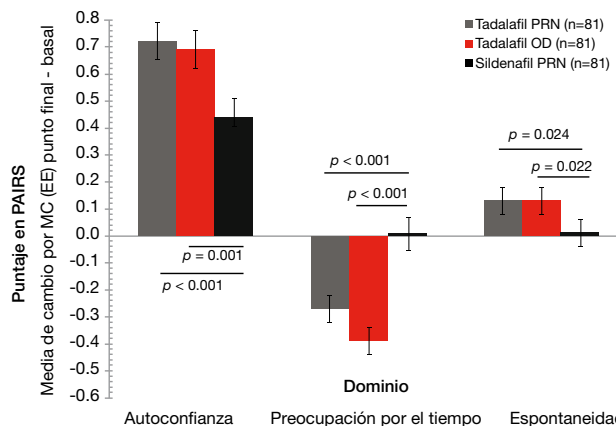 Tadalafil PRN (n=81)
Tadalafil OD (n=81)
Sildenafil PRN (n=81)
Puntaje en PAIRS
Media de cambio por MC (EE) punto final - basal
0.8
0.7
0.6
0.5
0.4
0.3
0.2
0.1
0.0
-0.1
-0.2
-0.3
-0.4
-0.5
-0.6
p = 0.001
p < 0.001
p < 0.001
p < 0.001
p = 0.024
p = 0.022
Dominio
Autoconfianza
Preocupación por el tiempo
Espontaneidad